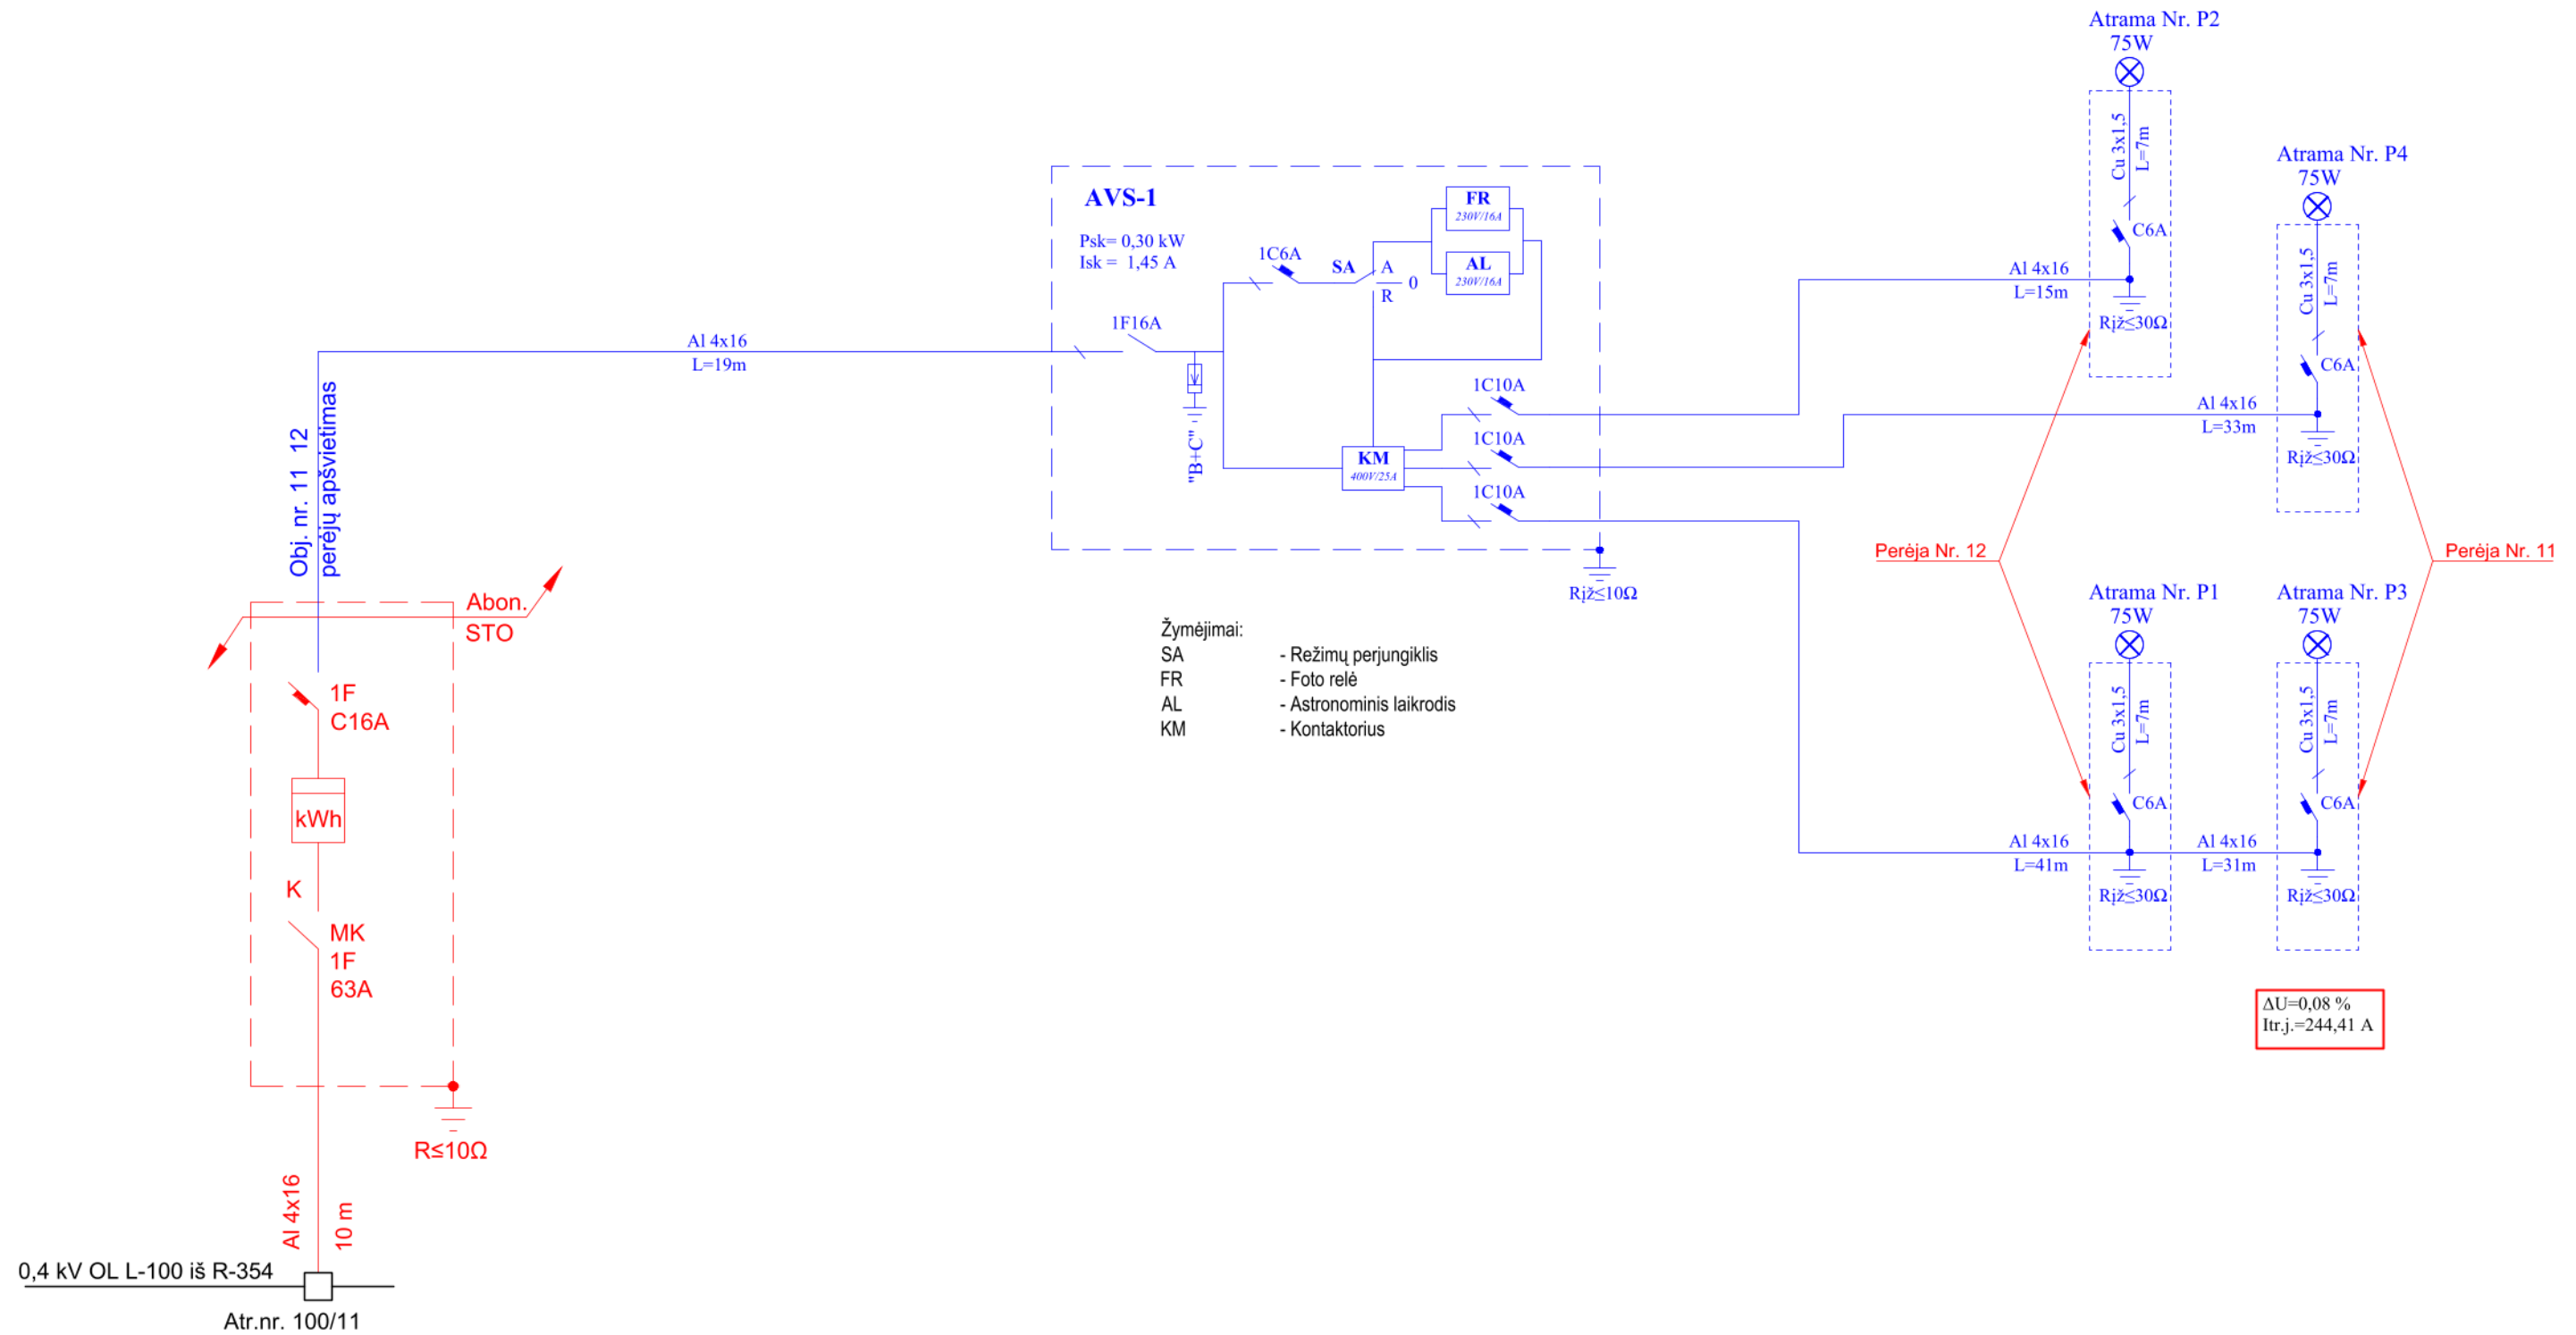 Atrama Nr. P2
75W
Cu 3x1,5
L=7m
C6A
Al 4x16
L=15m
Rįž≤30Ω
Atrama Nr. P4
75W
Cu 3x1,5
L=7m
C6A
Al 4x16
L=33m
Rįž≤30Ω
AVS-1
Psk= 0,30 kW
Isk = 1,45 A
FR
230V/16A
AL
230V/16A
1C6A
SA
A
0
R
1F16A
"B+C"
KM
400V/25A
1C10A
1C10A
1C10A
Rįž≤10Ω
Al 4x16
L=19m
Obj. nr. 11 12
perėjų apšvietimas
Perėja Nr. 12
Perėja Nr. 11
Atrama Nr. P1
75W
Cu 3x1,5
L=7m
C6A
Al 4x16
L=41m
Rįž≤30Ω
Atrama Nr. P3
75W
Cu 3x1,5
L=7m
C6A
Al 4x16
L=31m
Rįž≤30Ω
Žymėjimai:
SA - Režimų perjungiklis
FR - Foto relė
AL - Astronominis laikrodis
KM - Kontaktorius
Abon.
STO
1F
C16A
kWh
K
MK
1F
63A
R≤10Ω
Al 4x16
10 m
ΔU=0,08 %
Itr.j.=244,41 A
0,4 kV OL L-100 iš R-354
Atr.nr. 100/11